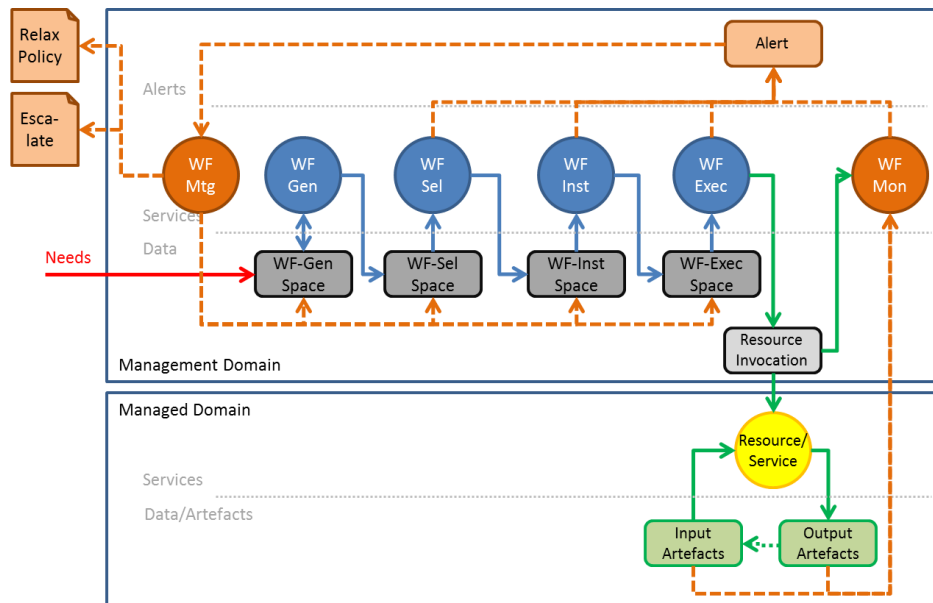 Relax
Policy
Alert
Alerts
Esca-
late
WF
Mtg
WF
Gen
WF
Sel
WF
Inst
WF
Exec
WF
Mon
Services
Data
Needs
WF-Gen
Space
WF-Sel
Space
WF-Inst
Space
WF-Exec
Space
Resource
Invocation
Management Domain
Managed Domain
Resource/
Service
Services
Data/Artefacts
Input
Artefacts
Output
Artefacts